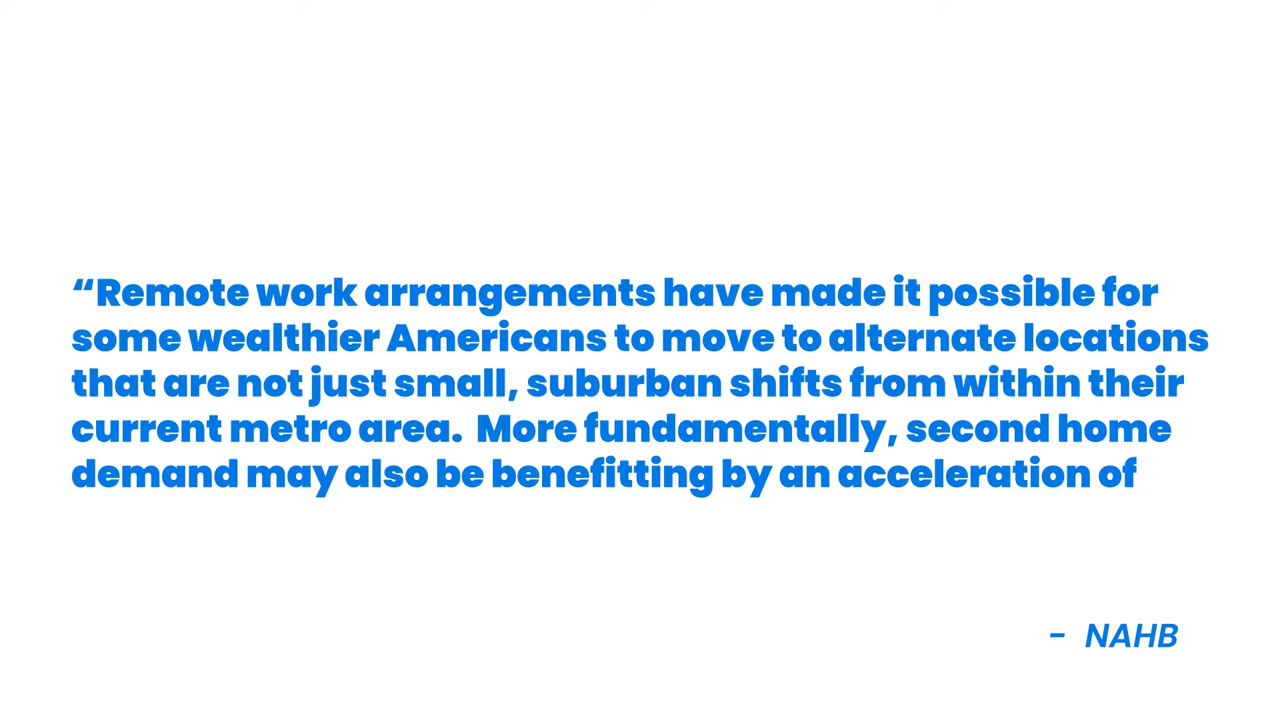 “Remote work arrangements have made it possible for
some wealthier Americans to move to alternate locations
that are not just small, suburban shifts from within their
current metro area.  More fundamentally, second home
demand may also be benefitting by an acceleration of
- NAHB